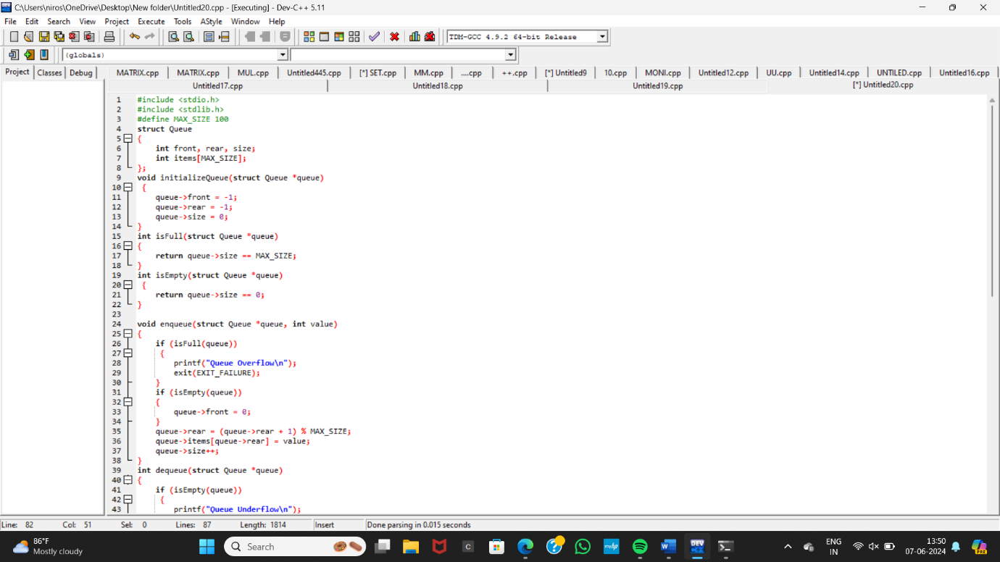 C:\Users\niros\OneDrive\Desktop\New folder\Untitled20.cpp - [Executing] - Dev-C++ 5.11
File Edit Search View Project Execute Tools AStyle Window Help
TDM-GCC 4.9.2 64-bit Release
(globals)
Project Classes Debug MATRIX.cpp MATRIX.cpp MUL.cpp Untitled445.cpp [*] SET.cpp MM.cpp ....cpp ++.cpp [*] Untitled9 10.cpp MONI.cpp Untitled12.cpp UU.cpp Untitled14.cpp UNTILED.cpp Untitled16.cpp
Untitled17.cpp Untitled18.cpp Untitled19.cpp [*] Untitled20.cpp
1 #include <stdio.h>
2 #include <stdlib.h>
3 #define MAX_SIZE 100
4 struct Queue
5 {
6 int front, rear, size;
7 int items[MAX_SIZE];
8 };
9 void initializeQueue(struct Queue *queue)
10 {
11 queue->front = -1;
12 queue->rear = -1;
13 queue->size = 0;
14 }
15 int isFull(struct Queue *queue)
16 {
17 return queue->size == MAX_SIZE;
18 }
19 int isEmpty(struct Queue *queue)
20 {
21 return queue->size == 0;
22 }
23
24 void enqueue(struct Queue *queue, int value)
25 {
26 if (isFull(queue))
27 {
28 printf("Queue Overflow\n");
29 exit(EXIT_FAILURE);
30 }
31 if (isEmpty(queue))
32 {
33 queue->front = 0;
34 }
35 queue->rear = (queue->rear + 1) % MAX_SIZE;
36 queue->items[queue->rear] = value;
37 queue->size++;
38 }
39 int dequeue(struct Queue *queue)
40 {
41 if (isEmpty(queue))
42 {
43 printf("Queue Underflow\n");
Line: 82 Col: 51 Sel: 0 Lines: 87 Length: 1814 Insert Done parsing in 0.015 seconds
86°F
Mostly cloudy
Search
ENG
IN
13:50
07-06-2024